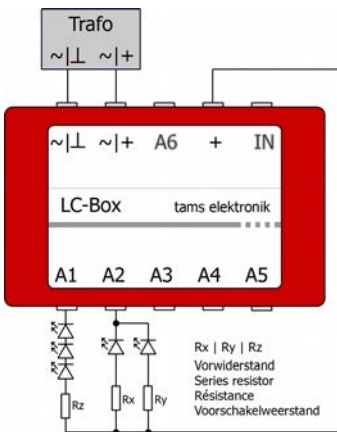 Trafo
~|⊥ ~|+
~|⊥ ~|+ A6 + IN
LC-Box tams elektronik
A1 A2 A3 A4 A5
Rz Rx Ry
Rx | Ry | Rz
Vorwiderstand
Series resistor
Résistance
Voorschakelweerstand